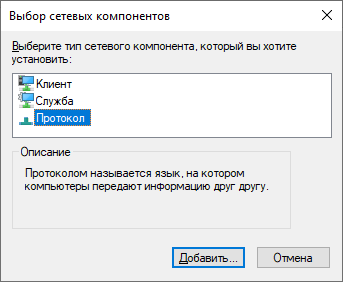 Выбор сетевых компонентов
Выберите тип сетевого компонента, который вы хотите
установить:
Клиент
Служба
Протокол
Описание
Протоколом называется язык, на котором
компьютеры передают информацию друг другу.
Добавить...
Отмена